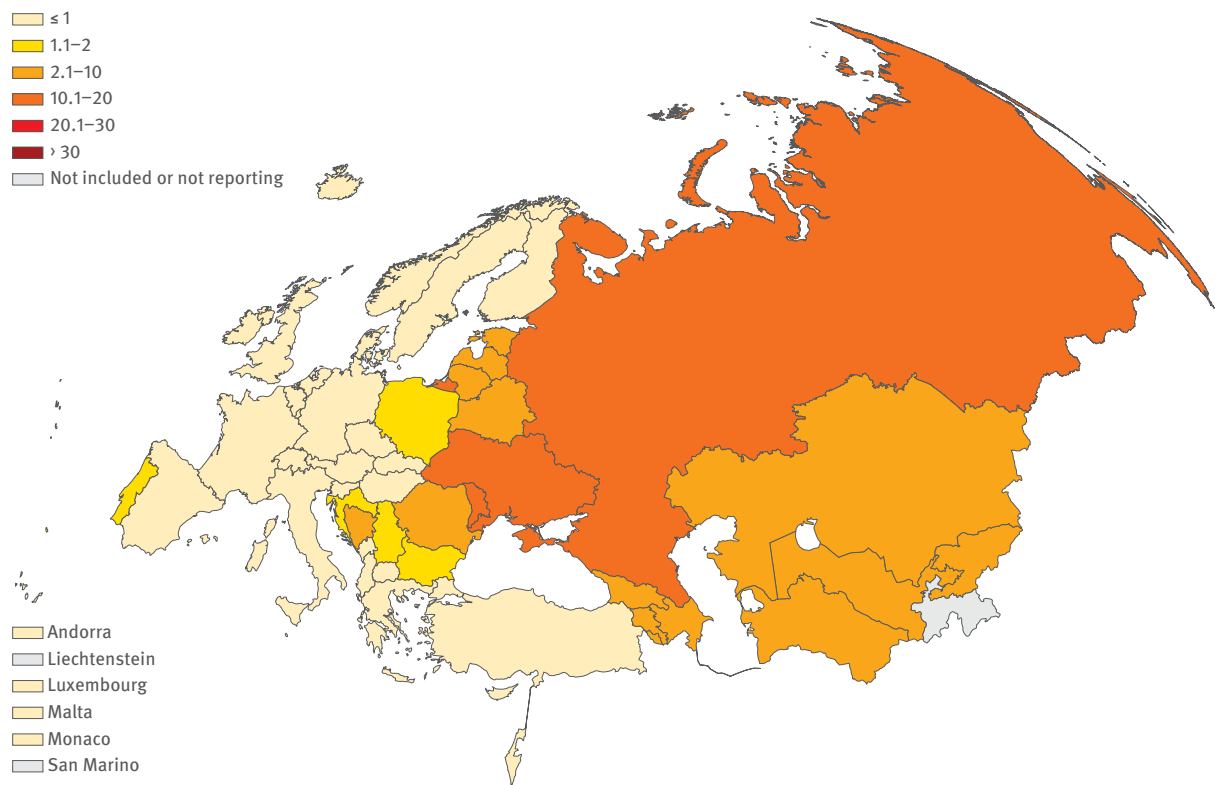 ≤ 1
1.1–2
2.1–10
10.1–20
20.1–30
› 30
Not included or not reporting
Andorra
Liechtenstein
Luxembourg
Malta
Monaco
San Marino